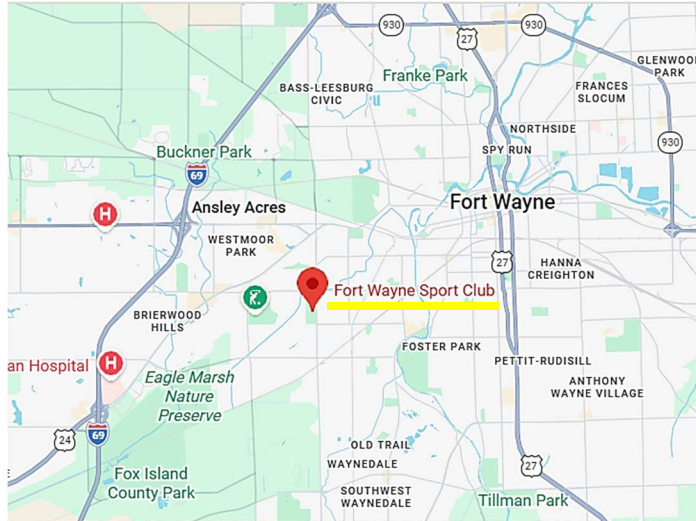 930
930
27
GLENWOO
PARK
Franke Park
BASS-LEESBURG
CIVIC
FRANCES
SLOCUM
NORTHSIDE
930
SPY RUN
Buckner Park
69
Ansley Acres
Fort Wayne
H
WESTMOOR
PARK
27
HANNA
CREIGHTON
Fort Wayne Sport Club
BRIERWOOD
HILLS
FOSTER PARK
PETTIT-RUDISILL
an Hospital
H
Eagle Marsh
Nature
Preserve
ANTHONY
WAYNE VILLAGE
24
69
OLD TRAIL
WAYNEDALE
27
Fox Island
County Park
SOUTHWEST
WAYNEDALE
Tillman Park
E